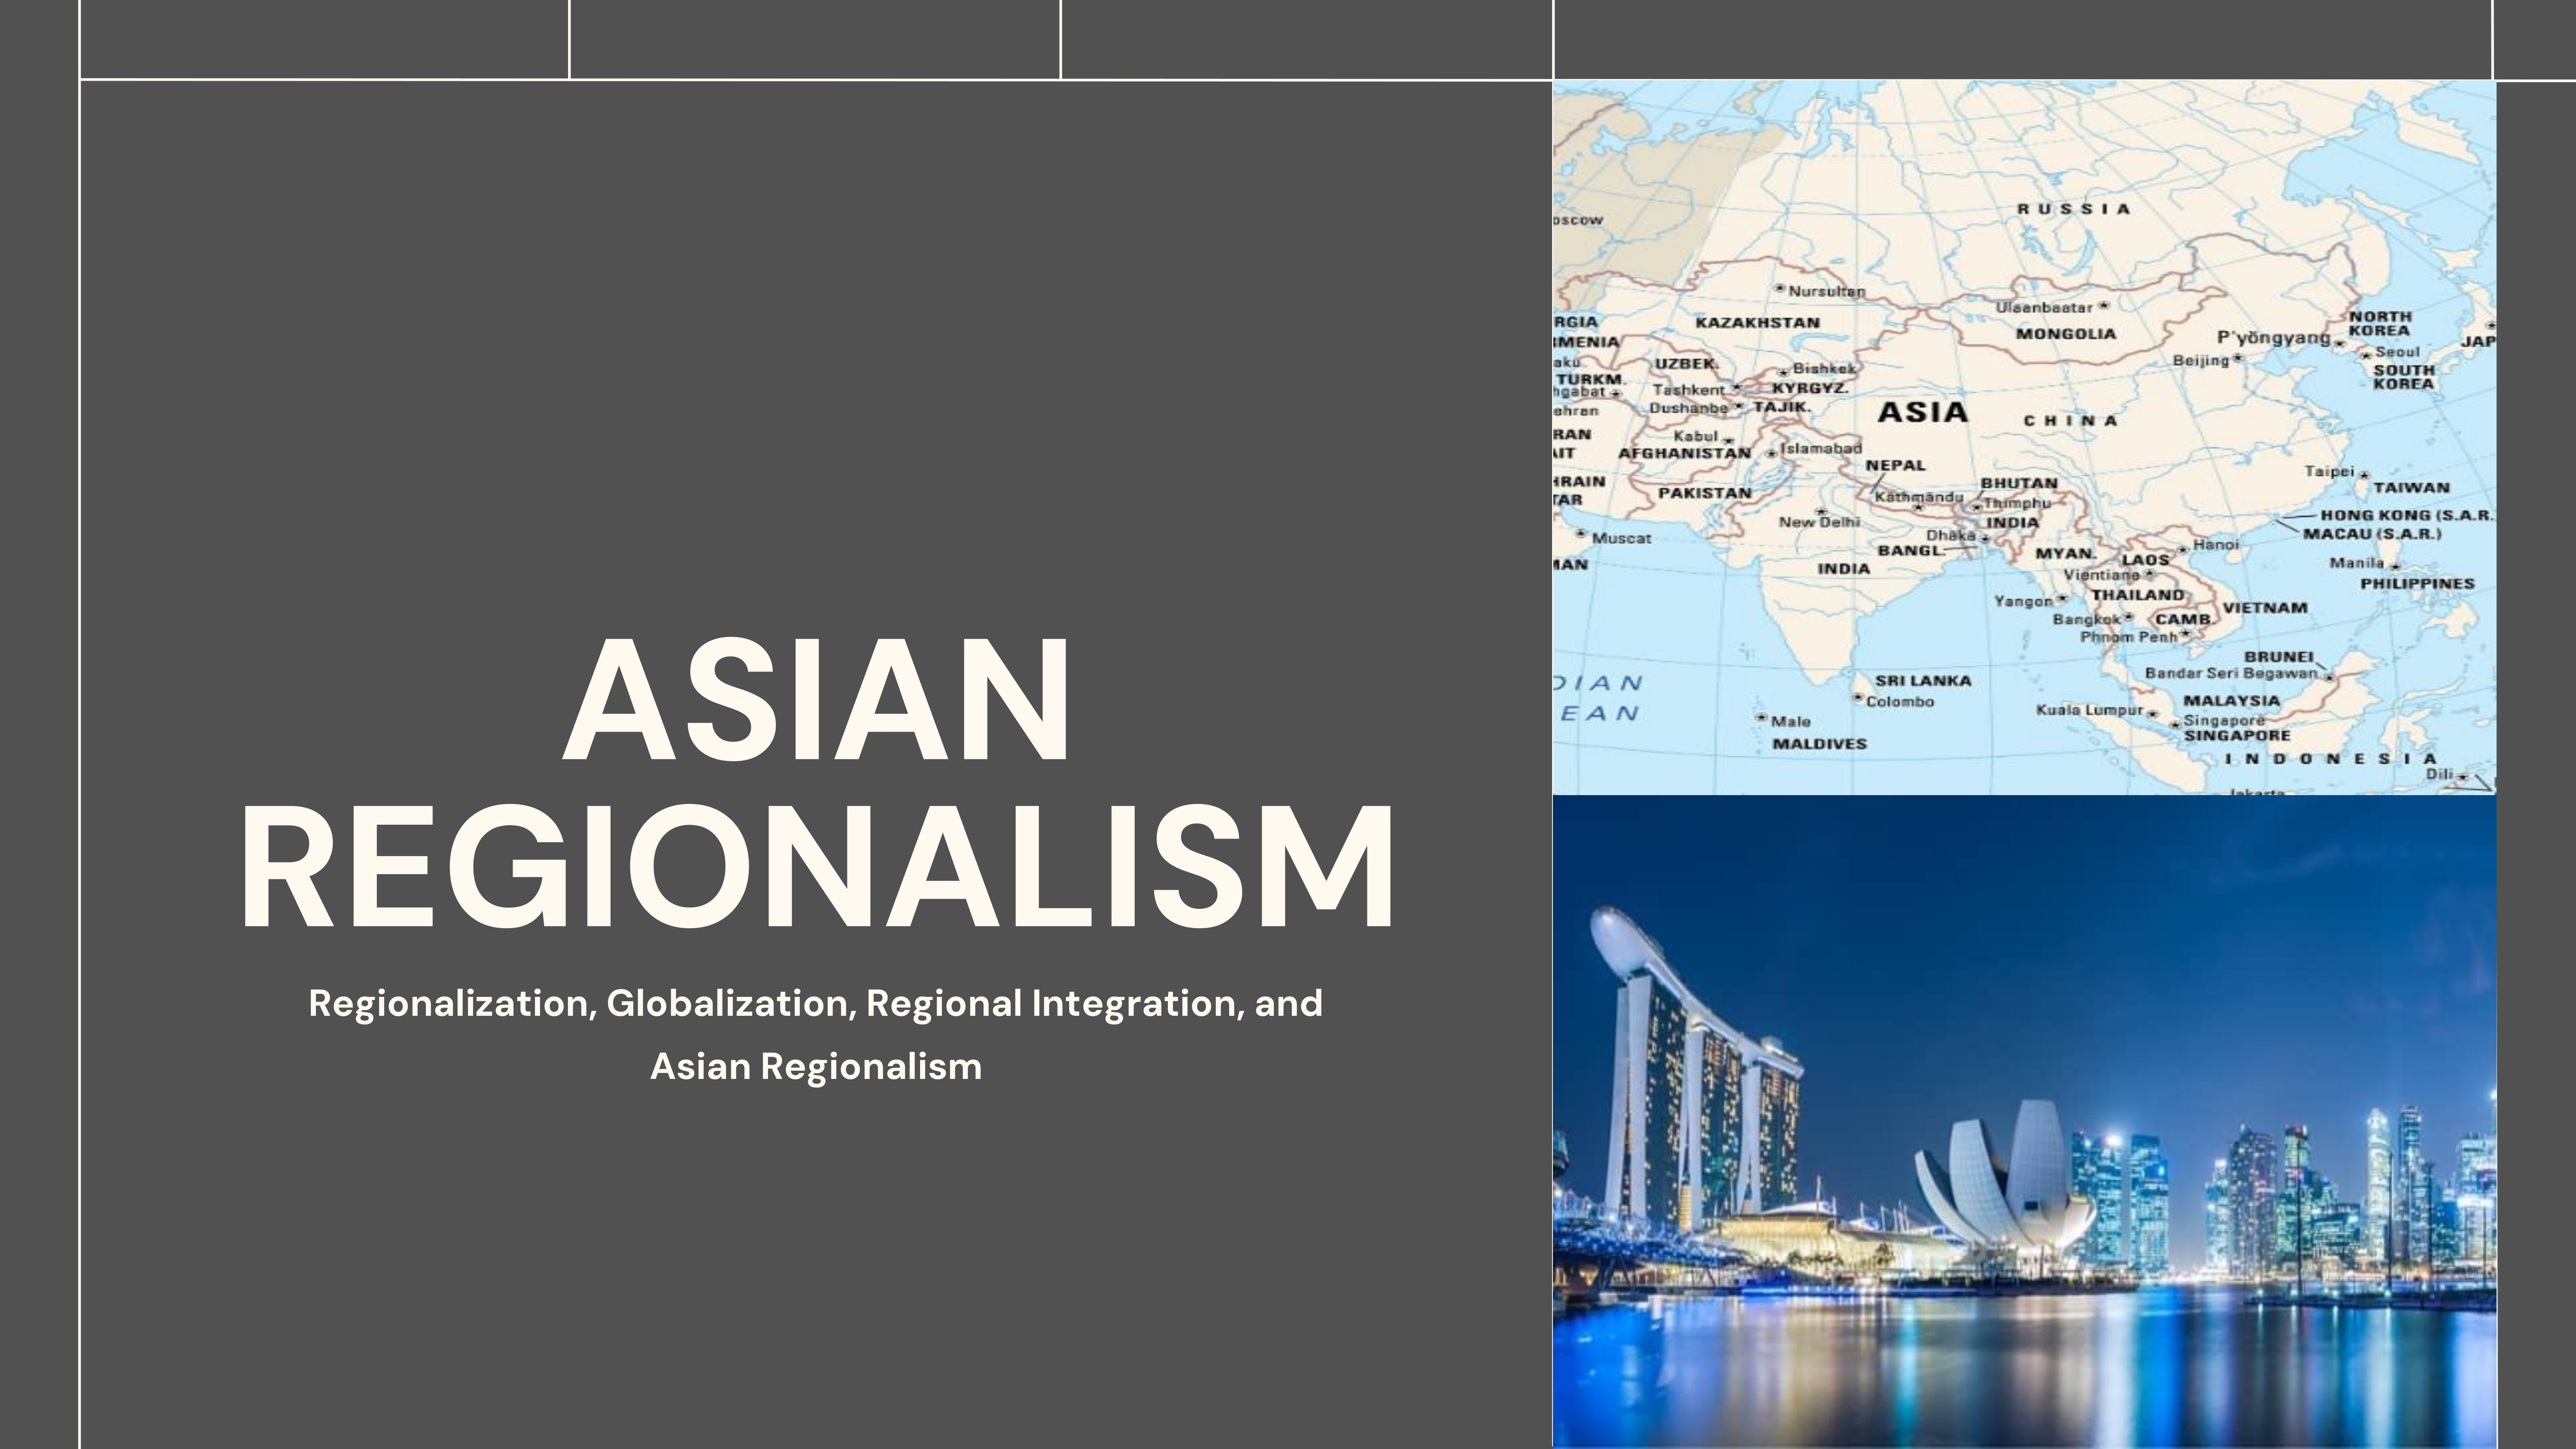 ASIAN
REGIONALISM
Regionalization, Globalization, Regional Integration, and
Asian Regionalism
oscow
RUSSIA
Nursultan
KAZAKHSTAN
Ulaanbaatar
MONGOLIA
NORTH
KOREA
P'yŏngyang
JAP
Beijing
Seoul
SOUTH
KOREA
RGIA
RMENIA
aku
UZBEK.
Bishkek
TURKM.
hgabat
Tashkent
KYRGYZ.
ehran
Dushanbe
TAJIK.
ASIA
CHINA
RAN
Kabul
AIT
AFGHANISTAN
Islamabad
NEPAL
HRAIN
TAR
PAKISTAN
Kathmandu
BHUTAN
Thimphu
Taipei
TAIWAN
New Delhi
INDIA
HONG KONG (S.A.R.
MACAU (S.A.R.)
Muscat
Dhaka
BANGL.
MAN
INDIA
MYAN.
LAOS
Hanoi
Vientiane
Manila
PHILIPPINES
Yangon
THAILAND
VIETNAM
Bangkok
CAMB.
Phnom Penh
BRUNEI
Bandar Seri Begawan
DIAN
EAN
SRI LANKA
Colombo
MALAYSIA
Kuala Lumpur
Male
MALDIVES
Singapore
SINGAPORE
INDONESIA
Dili
Jakarta